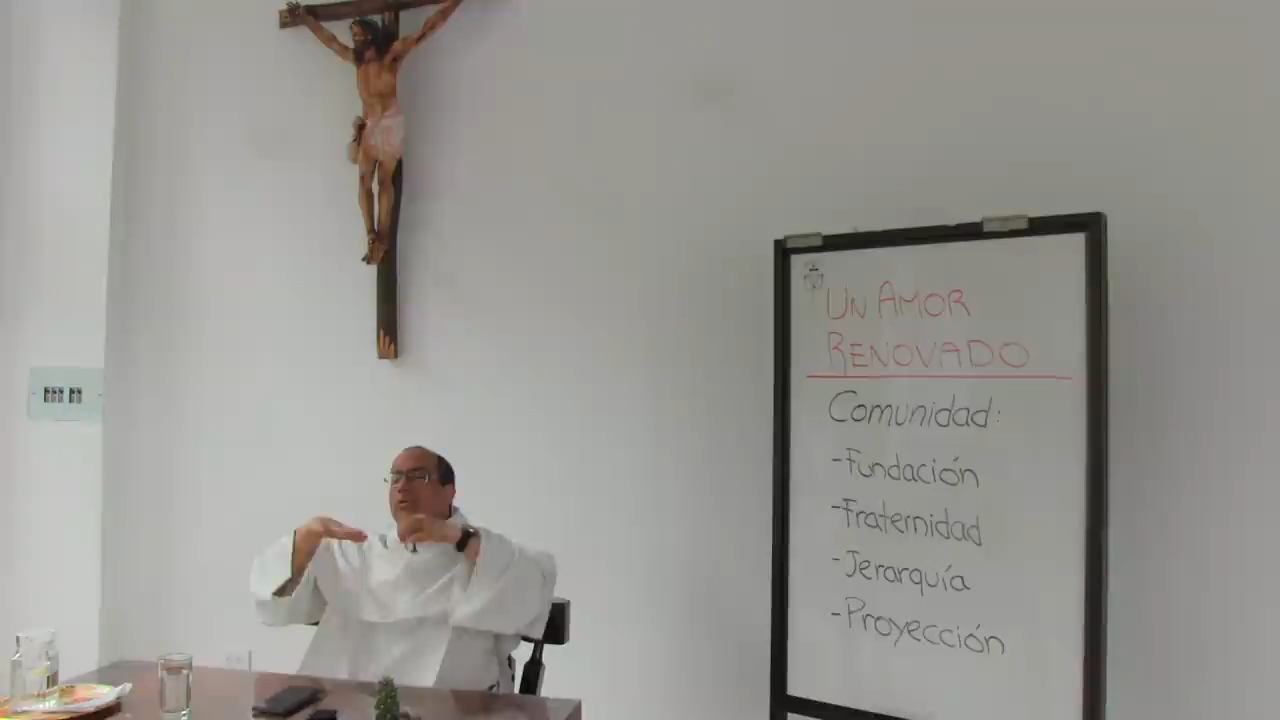 UN AMOR
RENOVADO
Comunidad:
-Fundación
-Fraternidad
-Jerarquía
-Proyección